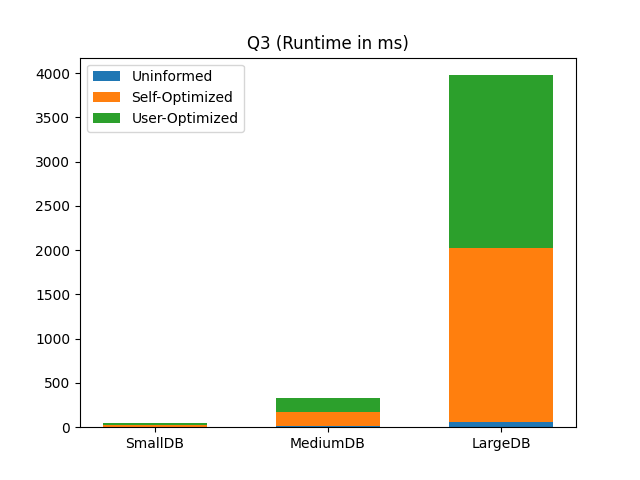 Q3 (Runtime in ms)
Uninformed
Self-Optimized
User-Optimized
4000
3500
3000
2500
2000
1500
1000
500
0
SmallDB
MediumDB
LargeDB